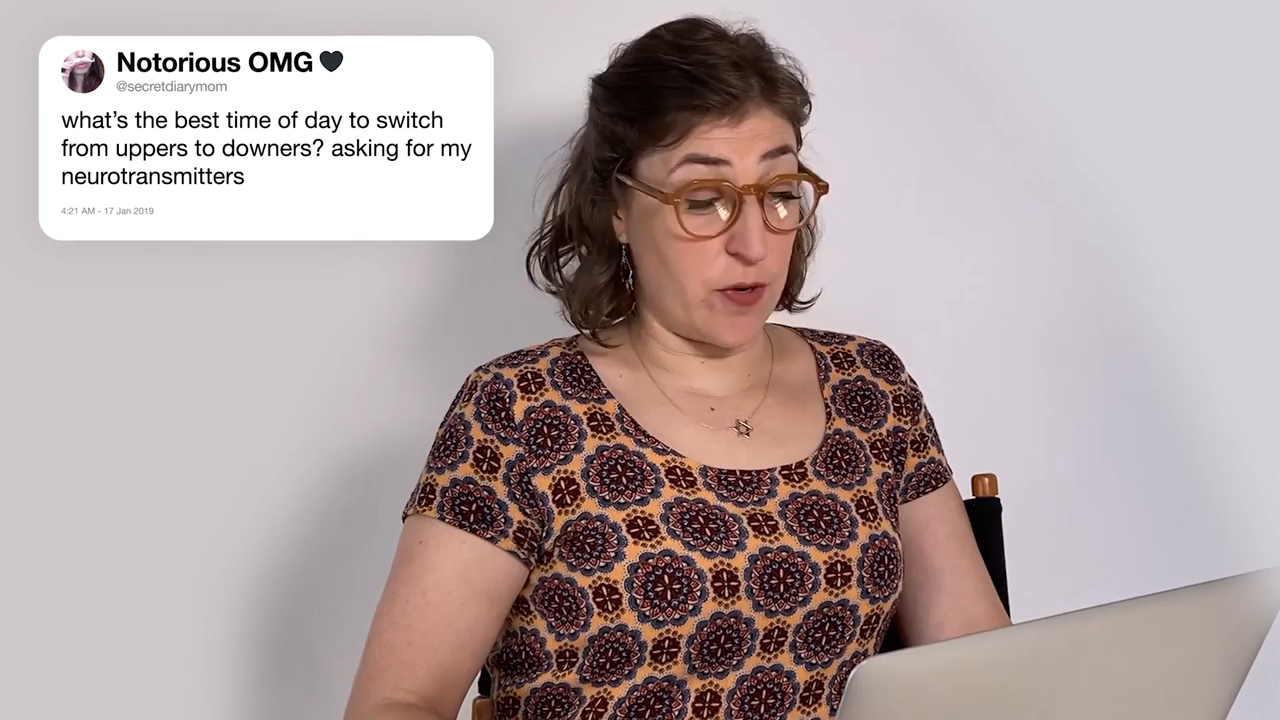 Notorious OMG🖤
@secretdiarymom
what’s the best time of day to switch
from uppers to downers? asking for my
neurotransmitters
4:21 AM - 17 Jan 2019